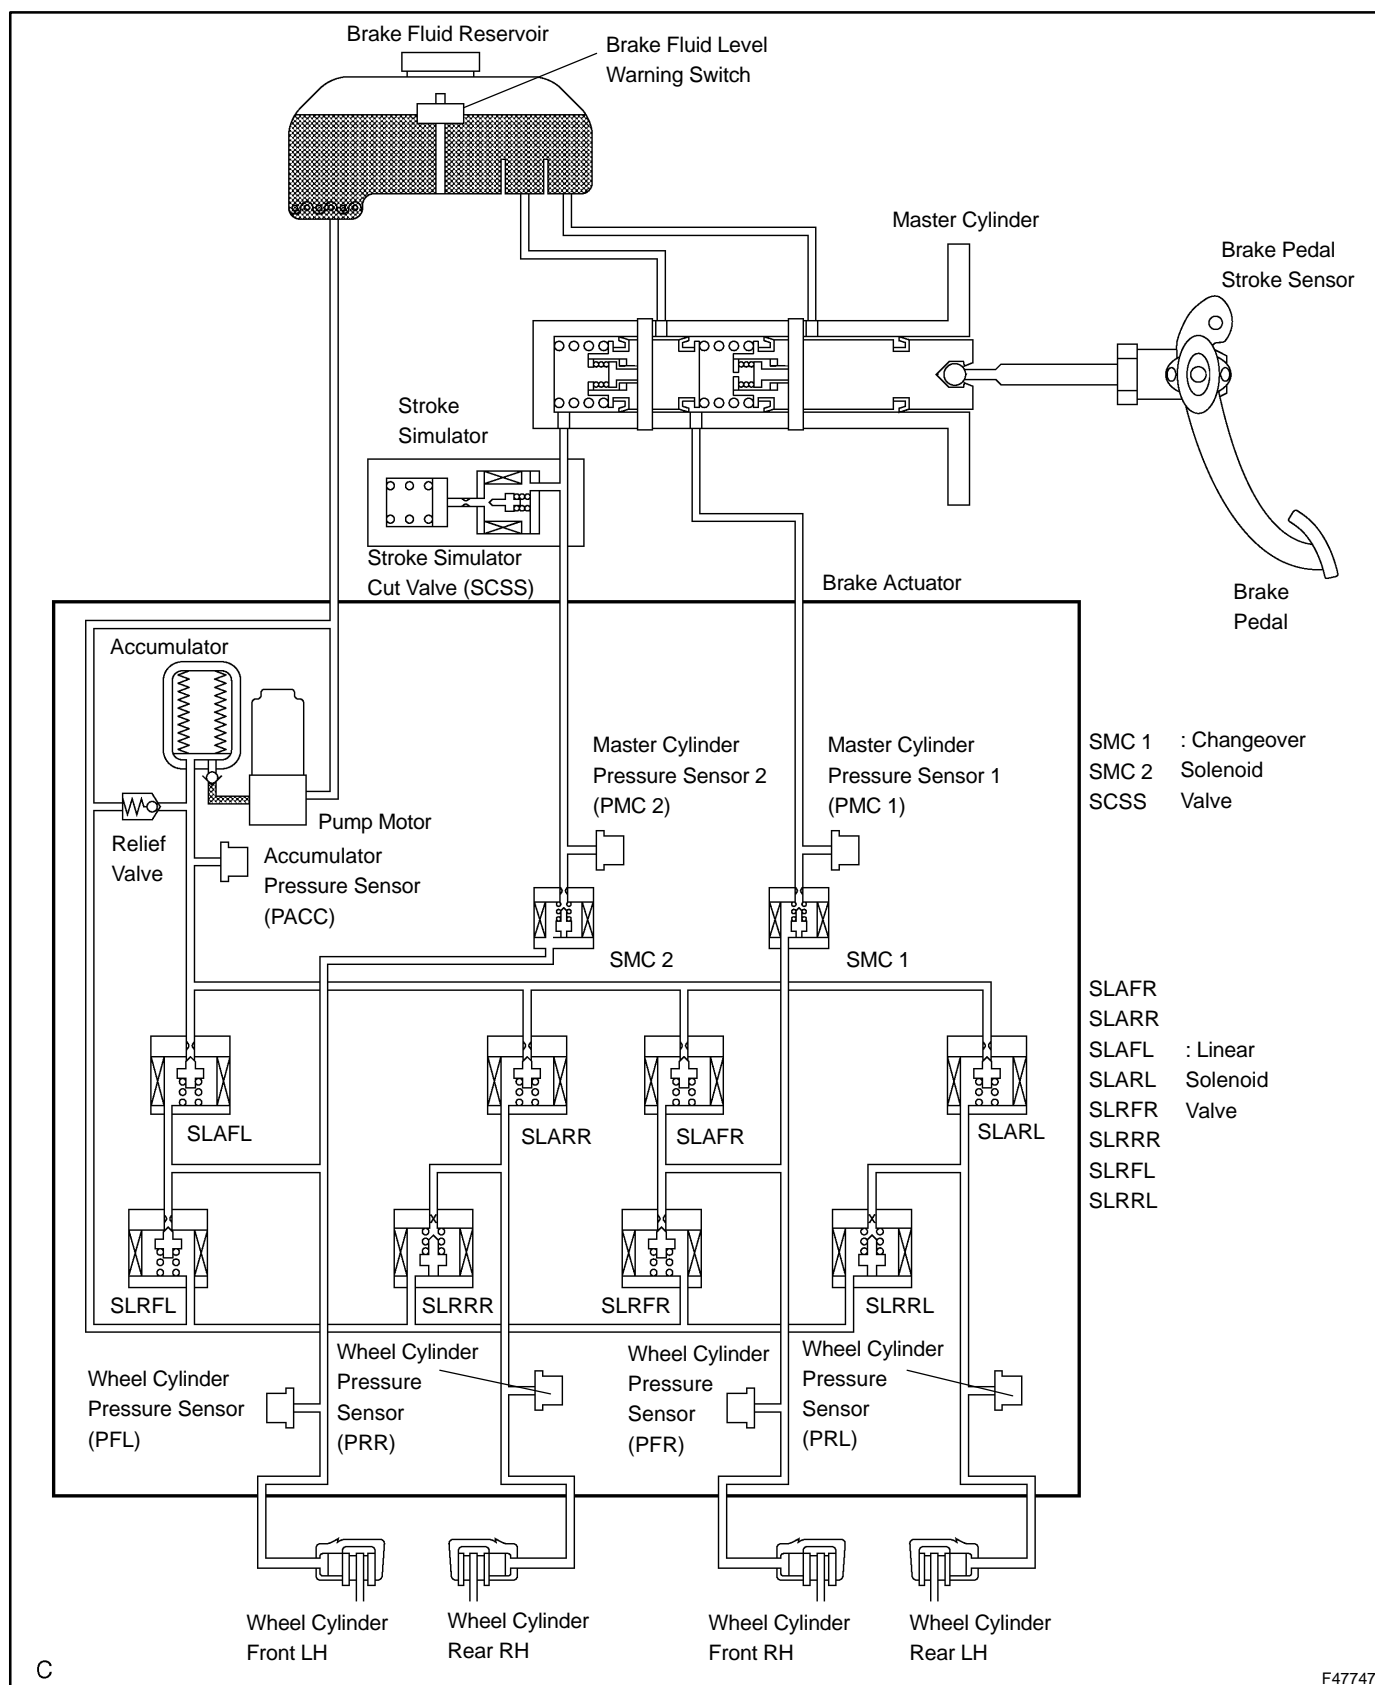 Brake Fluid Reservoir
Brake Fluid Level
Warning Switch
Master Cylinder
Brake Pedal
Stroke Sensor
Stroke
Simulator
Stroke Simulator
Cut Valve (SCSS)
Brake Actuator
Brake
Pedal
Accumulator
Master Cylinder
Pressure Sensor 2
(PMC 2)
Master Cylinder
Pressure Sensor 1
(PMC 1)
SMC 1 : Changeover
SMC 2 Solenoid
SCSS Valve
Pump Motor
Relief
Valve
Accumulator
Pressure Sensor
(PACC)
SMC 2
SMC 1
SLAFR
SLARR
SLAFL : Linear
SLARL Solenoid
SLRFR Valve
SLRRR
SLRFL
SLRRL
SLAFL
SLARR
SLAFR
SLARL
SLRFL
SLRRR
SLRFR
SLRRL
Wheel Cylinder
Pressure Sensor
(PFL)
Wheel Cylinder
Pressure
Sensor
(PRR)
Wheel Cylinder
Pressure
Sensor
(PFR)
Wheel Cylinder
Pressure
Sensor
(PRL)
Wheel Cylinder
Front LH
Wheel Cylinder
Rear RH
Wheel Cylinder
Front RH
Wheel Cylinder
Rear LH
C
F47747